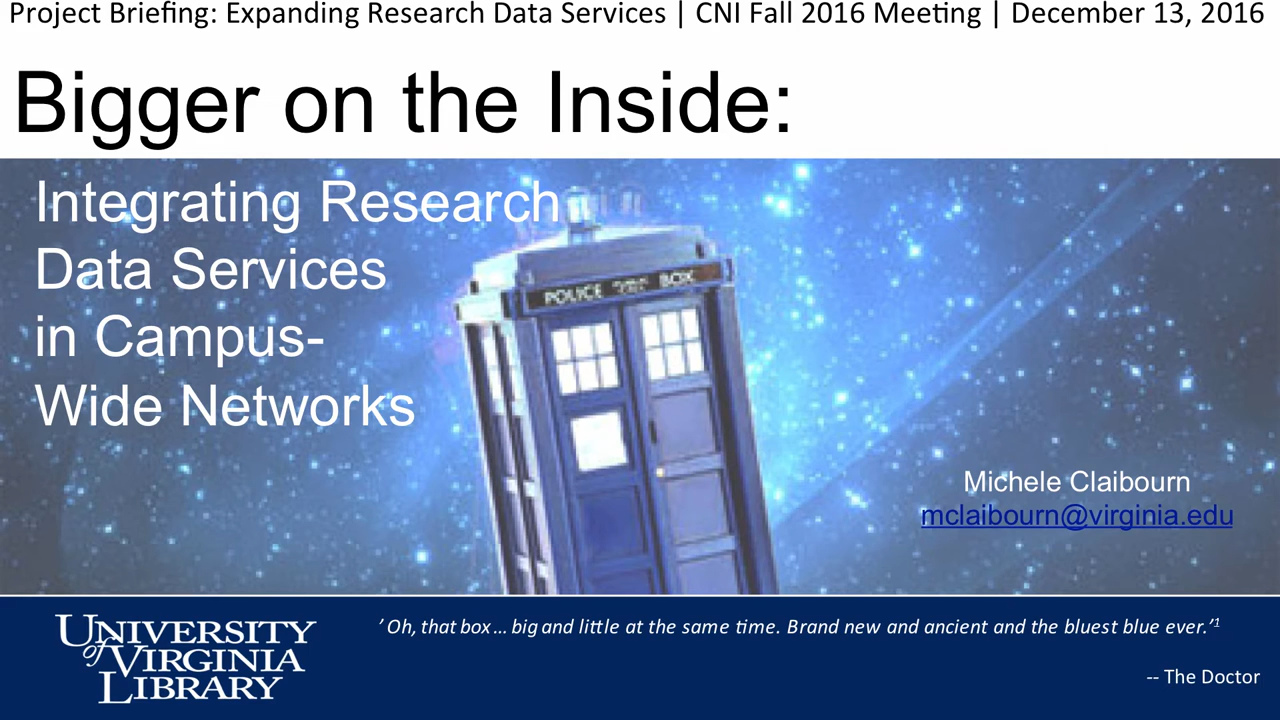 Project Briefing: Expanding Research Data Services | CNI Fall 2016 Meeting | December 13, 2016
Bigger on the Inside:
Integrating Research
Data Services
in Campus-
Wide Networks
POLICE BOX
Michele Claibourn
mclaibourn@virginia.edu
UNIVERSITY
of VIRGINIA
LIBRARY
’ Oh, that box… big and little at the same time. Brand new and ancient and the bluest blue ever.’1
-- The Doctor